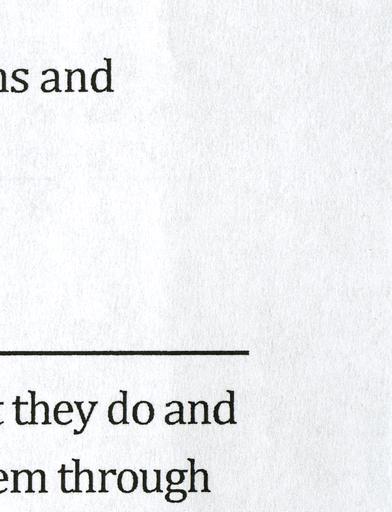 ns and
t they do and
em through